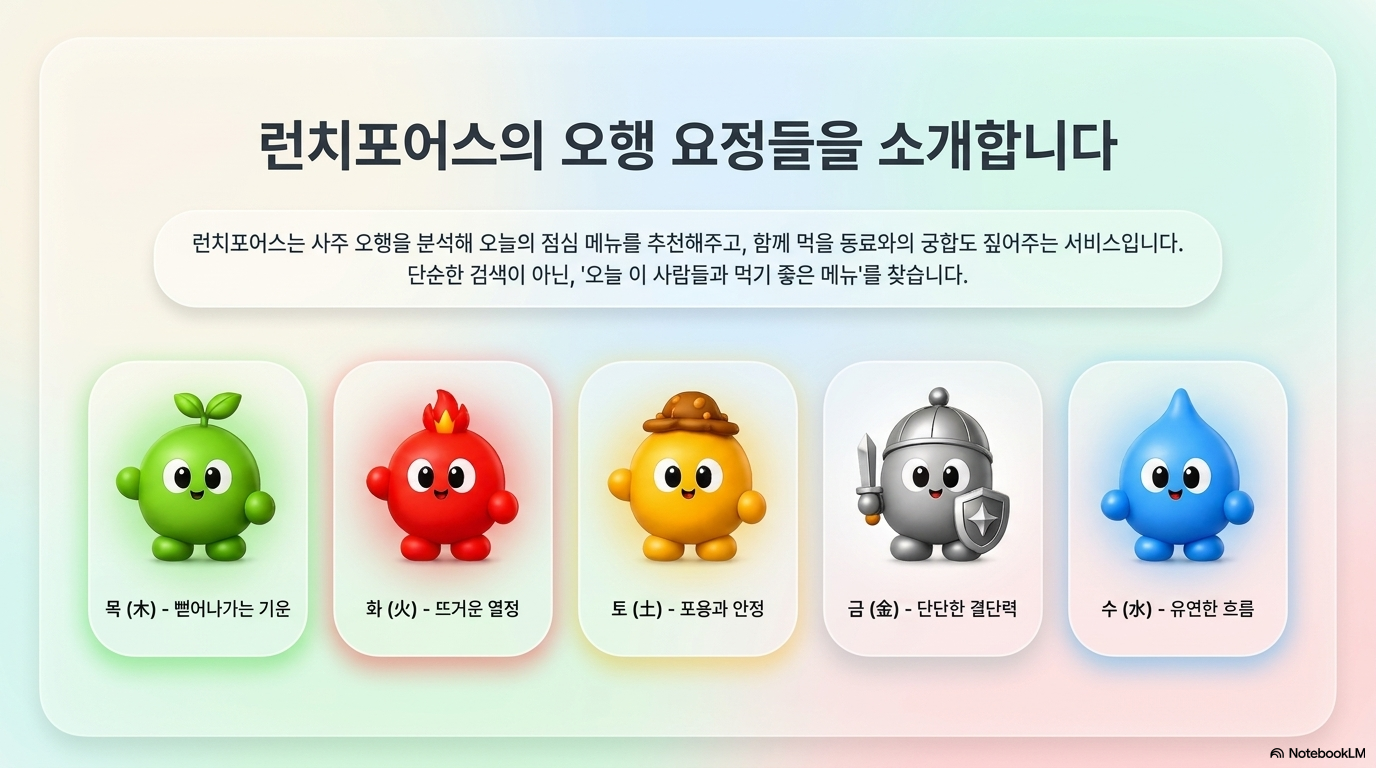 런치포어스의 오행 요정들을 소개합니다
런치포어스는 사주 오행을 분석해 오늘의 점심 메뉴를 추천해주고, 함께 먹을 동료와의 궁합도 짚어주는 서비스입니다.
단순한 검색이 아닌, '오늘 이 사람들과 먹기 좋은 메뉴'를 찾습니다.
목 (木) - 뻗어나가는 기운
화 (火) - 뜨거운 열정
토 (土) - 포용과 안정
금 (金) - 단단한 결단력
수 (水) - 유연한 흐름
NotebookLM